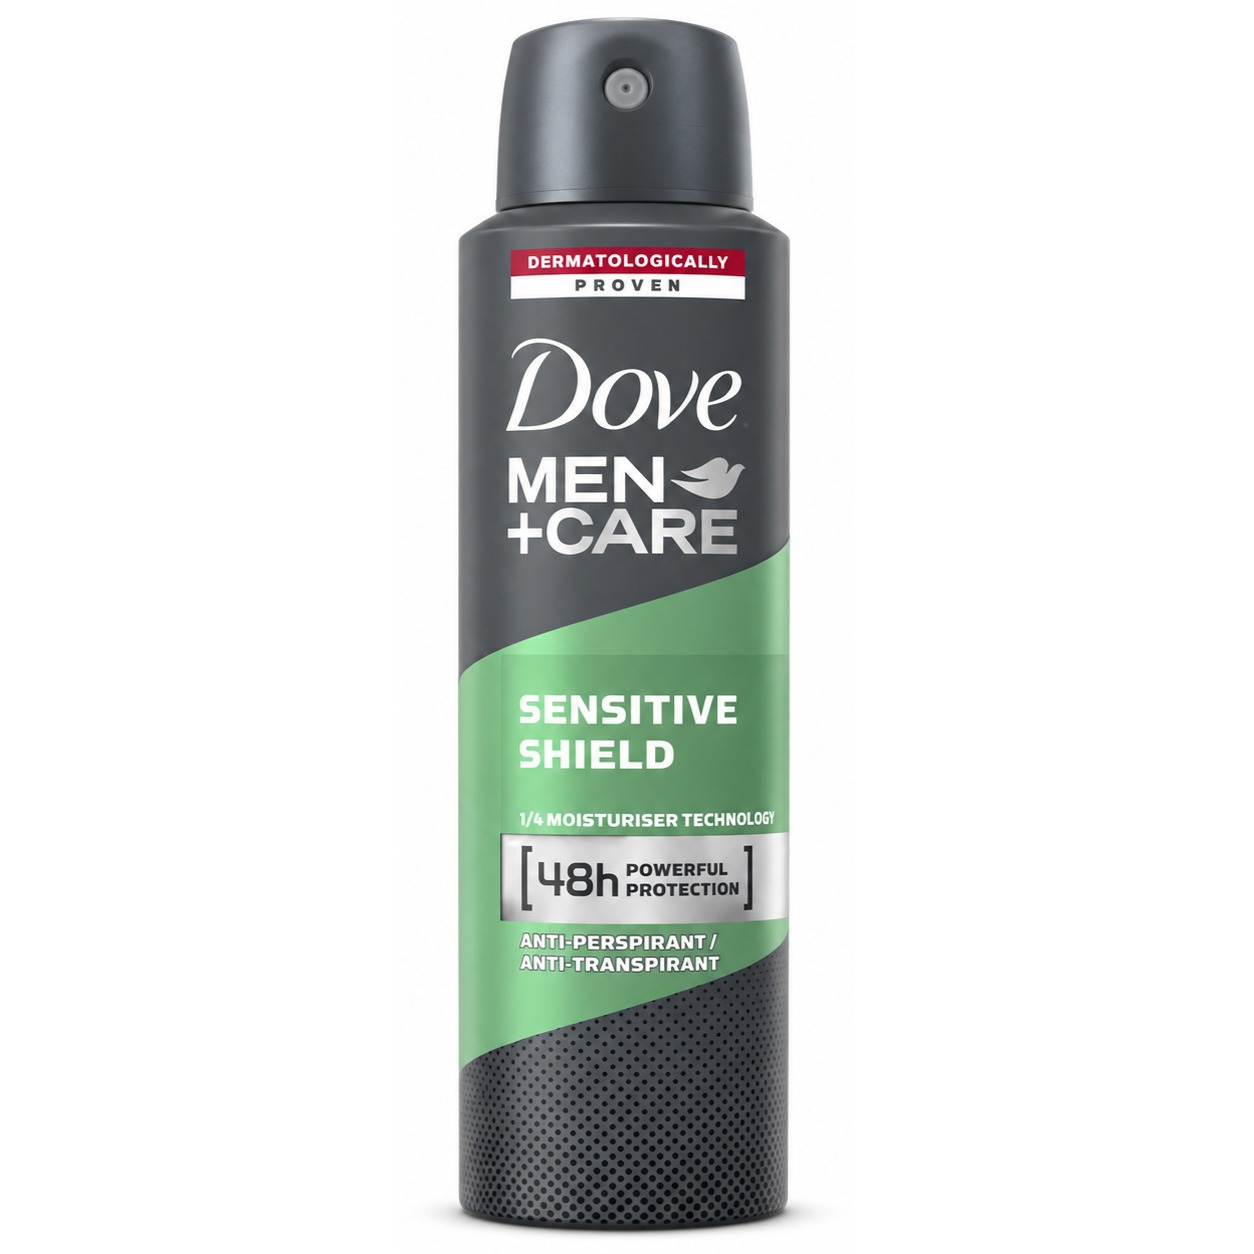 DERMATOLOGICALLY
PROVEN
Dove
MEN
+CARE
SENSITIVE
SHIELD
1/4 MOISTURISER TECHNOLOGY
[48h POWERFUL
PROTECTION]
ANTI-PERSPIRANT /
ANTI-TRANSPIRANT